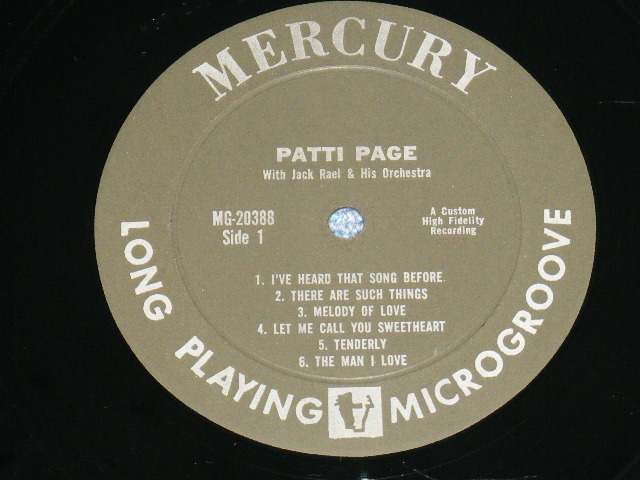 MERCURY
PATTI PAGE
With Jack Rael & His Orchestra
MG-20388
Side 1
A Custom
High Fidelity
Recording
1. I'VE HEARD THAT SONG BEFORE.
2. THERE ARE SUCH THINGS
3. MELODY OF LOVE
4. LET ME CALL YOU SWEETHEART
5. TENDERLY
6. THE MAN I LOVE
LONG PLAYING MICROGROOVE